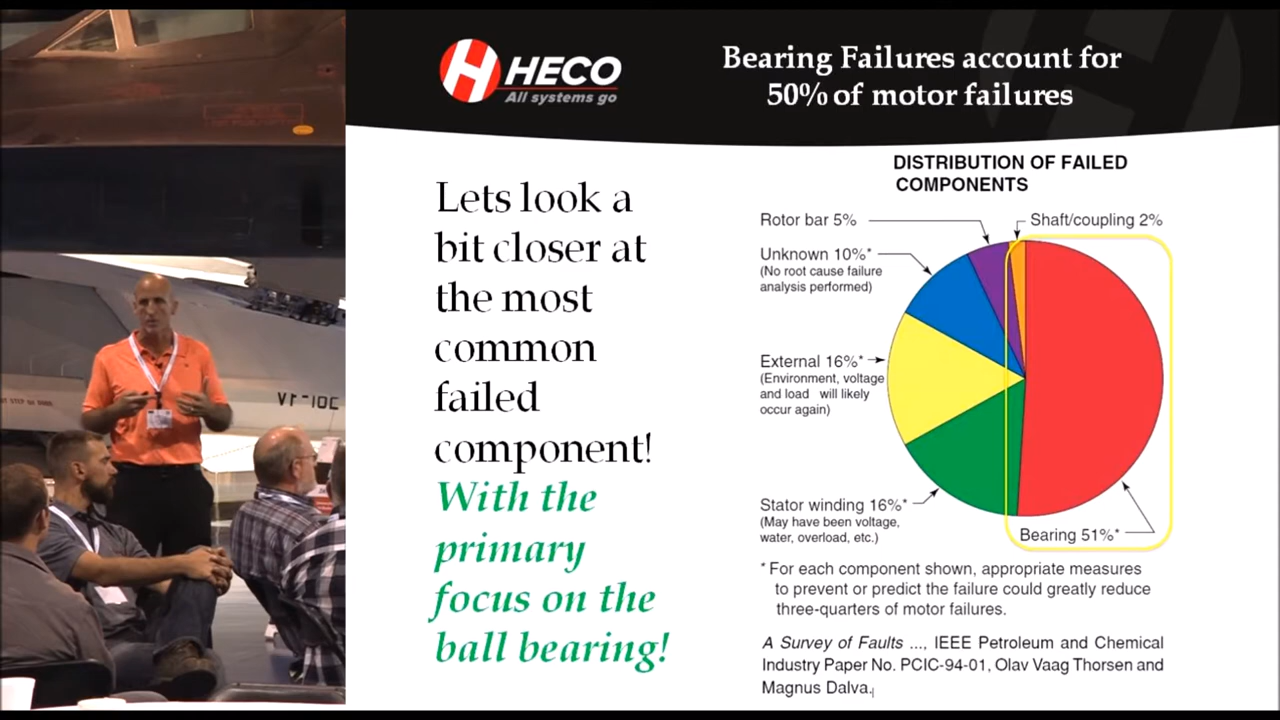 HECO
All systems go
Bearing Failures account for
50% of motor failures
Lets look a
bit closer at
the most
common
failed
component!
With the
primary
focus on the
ball bearing!
DISTRIBUTION OF FAILED
COMPONENTS
Rotor bar 5%
Shaft/coupling 2%
Unknown 10%*
(No root cause failure
analysis performed)
External 16%*
(Environment, voltage
and load will likely
occur again)
Stator winding 16%*
(May have been voltage,
water, overload, etc.)
Bearing 51%*
* For each component shown, appropriate measures
to prevent or predict the failure could greatly reduce
three-quarters of motor failures.
A Survey of Faults ..., IEEE Petroleum and Chemical
Industry Paper No. PCIC-94-01, Olav Vaag Thorsen and
Magnus Dalva.